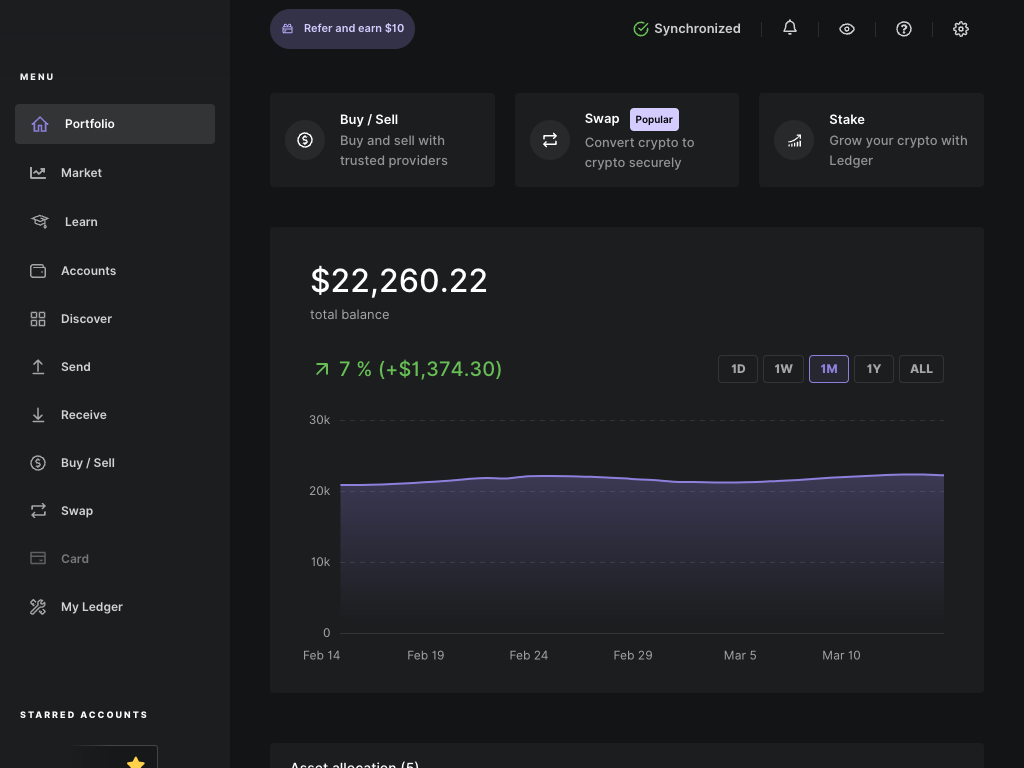 Refer and earn $10
Synchronized
MENU
Portfolio
Market
Learn
Accounts
Discover
Send
Receive
Buy / Sell
Swap
Card
My Ledger
STARRED ACCOUNTS
Buy / Sell
Buy and sell with
trusted providers
Swap Popular
Convert crypto to
crypto securely
Stake
Grow your crypto with
Ledger
$22,260.22
total balance
7 % (+$1,374.30)
1D 1W 1M 1Y ALL
30k
20k
10k
0
Feb 14 Feb 19 Feb 24 Feb 29 Mar 5 Mar 10
Asset allocation (5)